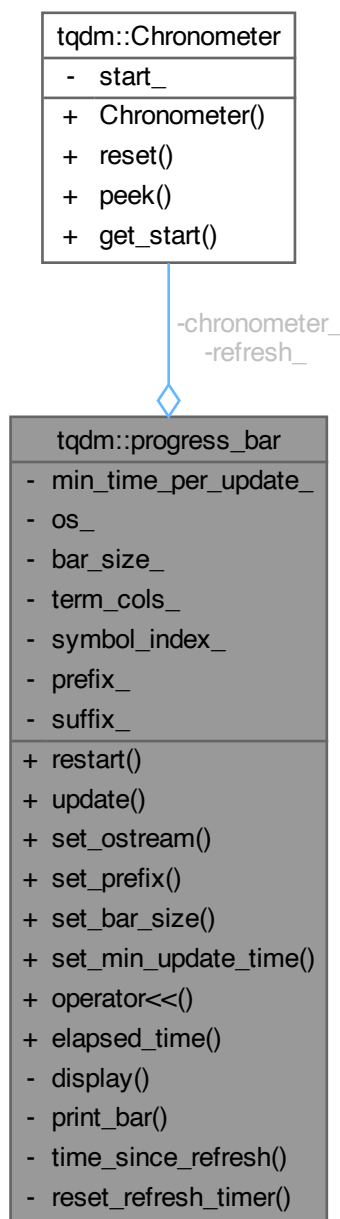 tqdm::Chronometer
- start_
+ Chronometer()
+ reset()
+ peek()
+ get_start()
-chronometer_
-refresh_
tqdm::progress_bar
- min_time_per_update_
- os_
- bar_size_
- term_cols_
- symbol_index_
- prefix_
- suffix_
+ restart()
+ update()
+ set_ostream()
+ set_prefix()
+ set_bar_size()
+ set_min_update_time()
+ operator<<()
+ elapsed_time()
- display()
- print_bar()
- time_since_refresh()
- reset_refresh_timer()